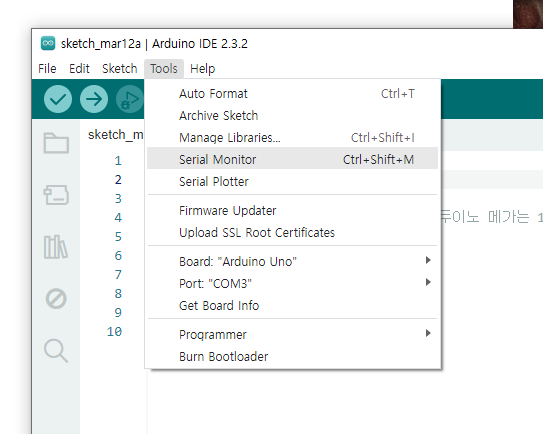 sketch_mar12a | Arduino IDE 2.3.2
File Edit Sketch Tools Help
sketch_m
Auto Format Ctrl+T
Archive Sketch
Manage Libraries... Ctrl+Shift+I
Serial Monitor Ctrl+Shift+M
Serial Plotter
Firmware Updater
Upload SSL Root Certificates
Board: "Arduino Uno"
Port: "COM3"
Get Board Info
Programmer
Burn Bootloader
1
2
3
4 두이노 메가는 1
5
6
7
8
9
10